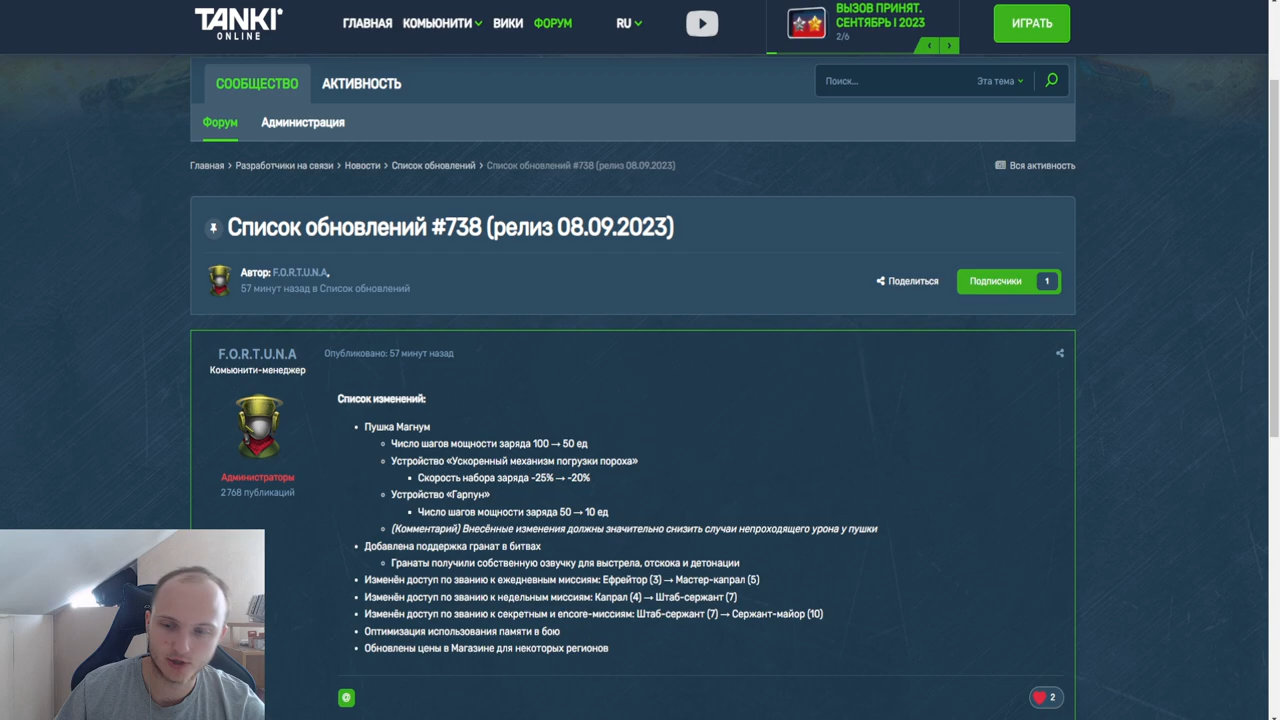 TANKI
ONLINE
ГЛАВНАЯ
КОМЬЮНИТИ
ВИКИ
ФОРУМ
RU
ВЫЗОВ ПРИНЯТ.
СЕНТЯБРЬ I 2023
2/6
ИГРАТЬ
СООБЩЕСТВО
АКТИВНОСТЬ
Поиск...
Эта тема
Форум
Администрация
Главная > Разработчики на связи > Новости > Список обновлений > Список обновлений #738 (релиз 08.09.2023)
Вся активность
Список обновлений #738 (релиз 08.09.2023)
Автор: F.O.R.T.U.N.A,
57 минут назад в Список обновлений
Поделиться
Подписчики 1
F.O.R.T.U.N.A
Опубликовано: 57 минут назад
Комьюнити-менеджер
Администраторы
2 768 публикаций
Список изменений:
Пушка Магнум
Число шагов мощности заряда 100 → 50 ед
Устройство «Ускоренный механизм погрузки пороха»
Скорость набора заряда -25% → -20%
Устройство «Гарпун»
Число шагов мощности заряда 50 → 10 ед
(Комментарий) Внесённые изменения должны значительно снизить случаи непроходящего урона у пушки
Добавлена поддержка гранат в битвах
Гранаты получили собственную озвучку для выстрела, отскока и детонации
Изменён доступ по званию к ежедневным миссиям: Ефрейтор (3) → Мастер-капрал (5)
Изменён доступ по званию к недельным миссиям: Капрал (4) → Штаб-сержант (7)
Изменён доступ по званию к секретным и encore-миссиям: Штаб-сержант (7) → Сержант-майор (10)
Оптимизация использования памяти в бою
Обновлены цены в Магазине для некоторых регионов
@
2